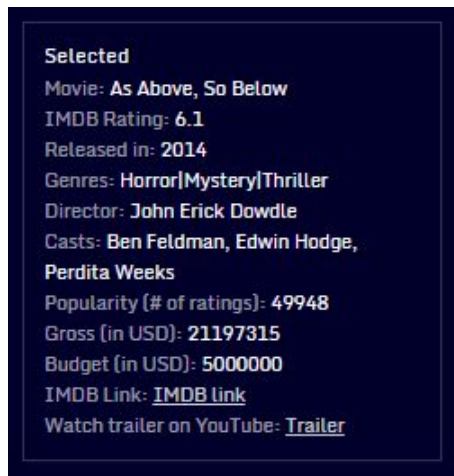 Selected
Movie: As Above, So Below
IMDB Rating: 6.1
Released in: 2014
Genres: Horror|Mystery|Thriller
Director: John Erick Dowdle
Casts: Ben Feldman, Edwin Hodge,
Perdita Weeks
Popularity (# of ratings): 49948
Gross (in USD): 21197315
Budget (in USD): 5000000
IMDB Link: IMDB link
Watch trailer on YouTube: Trailer